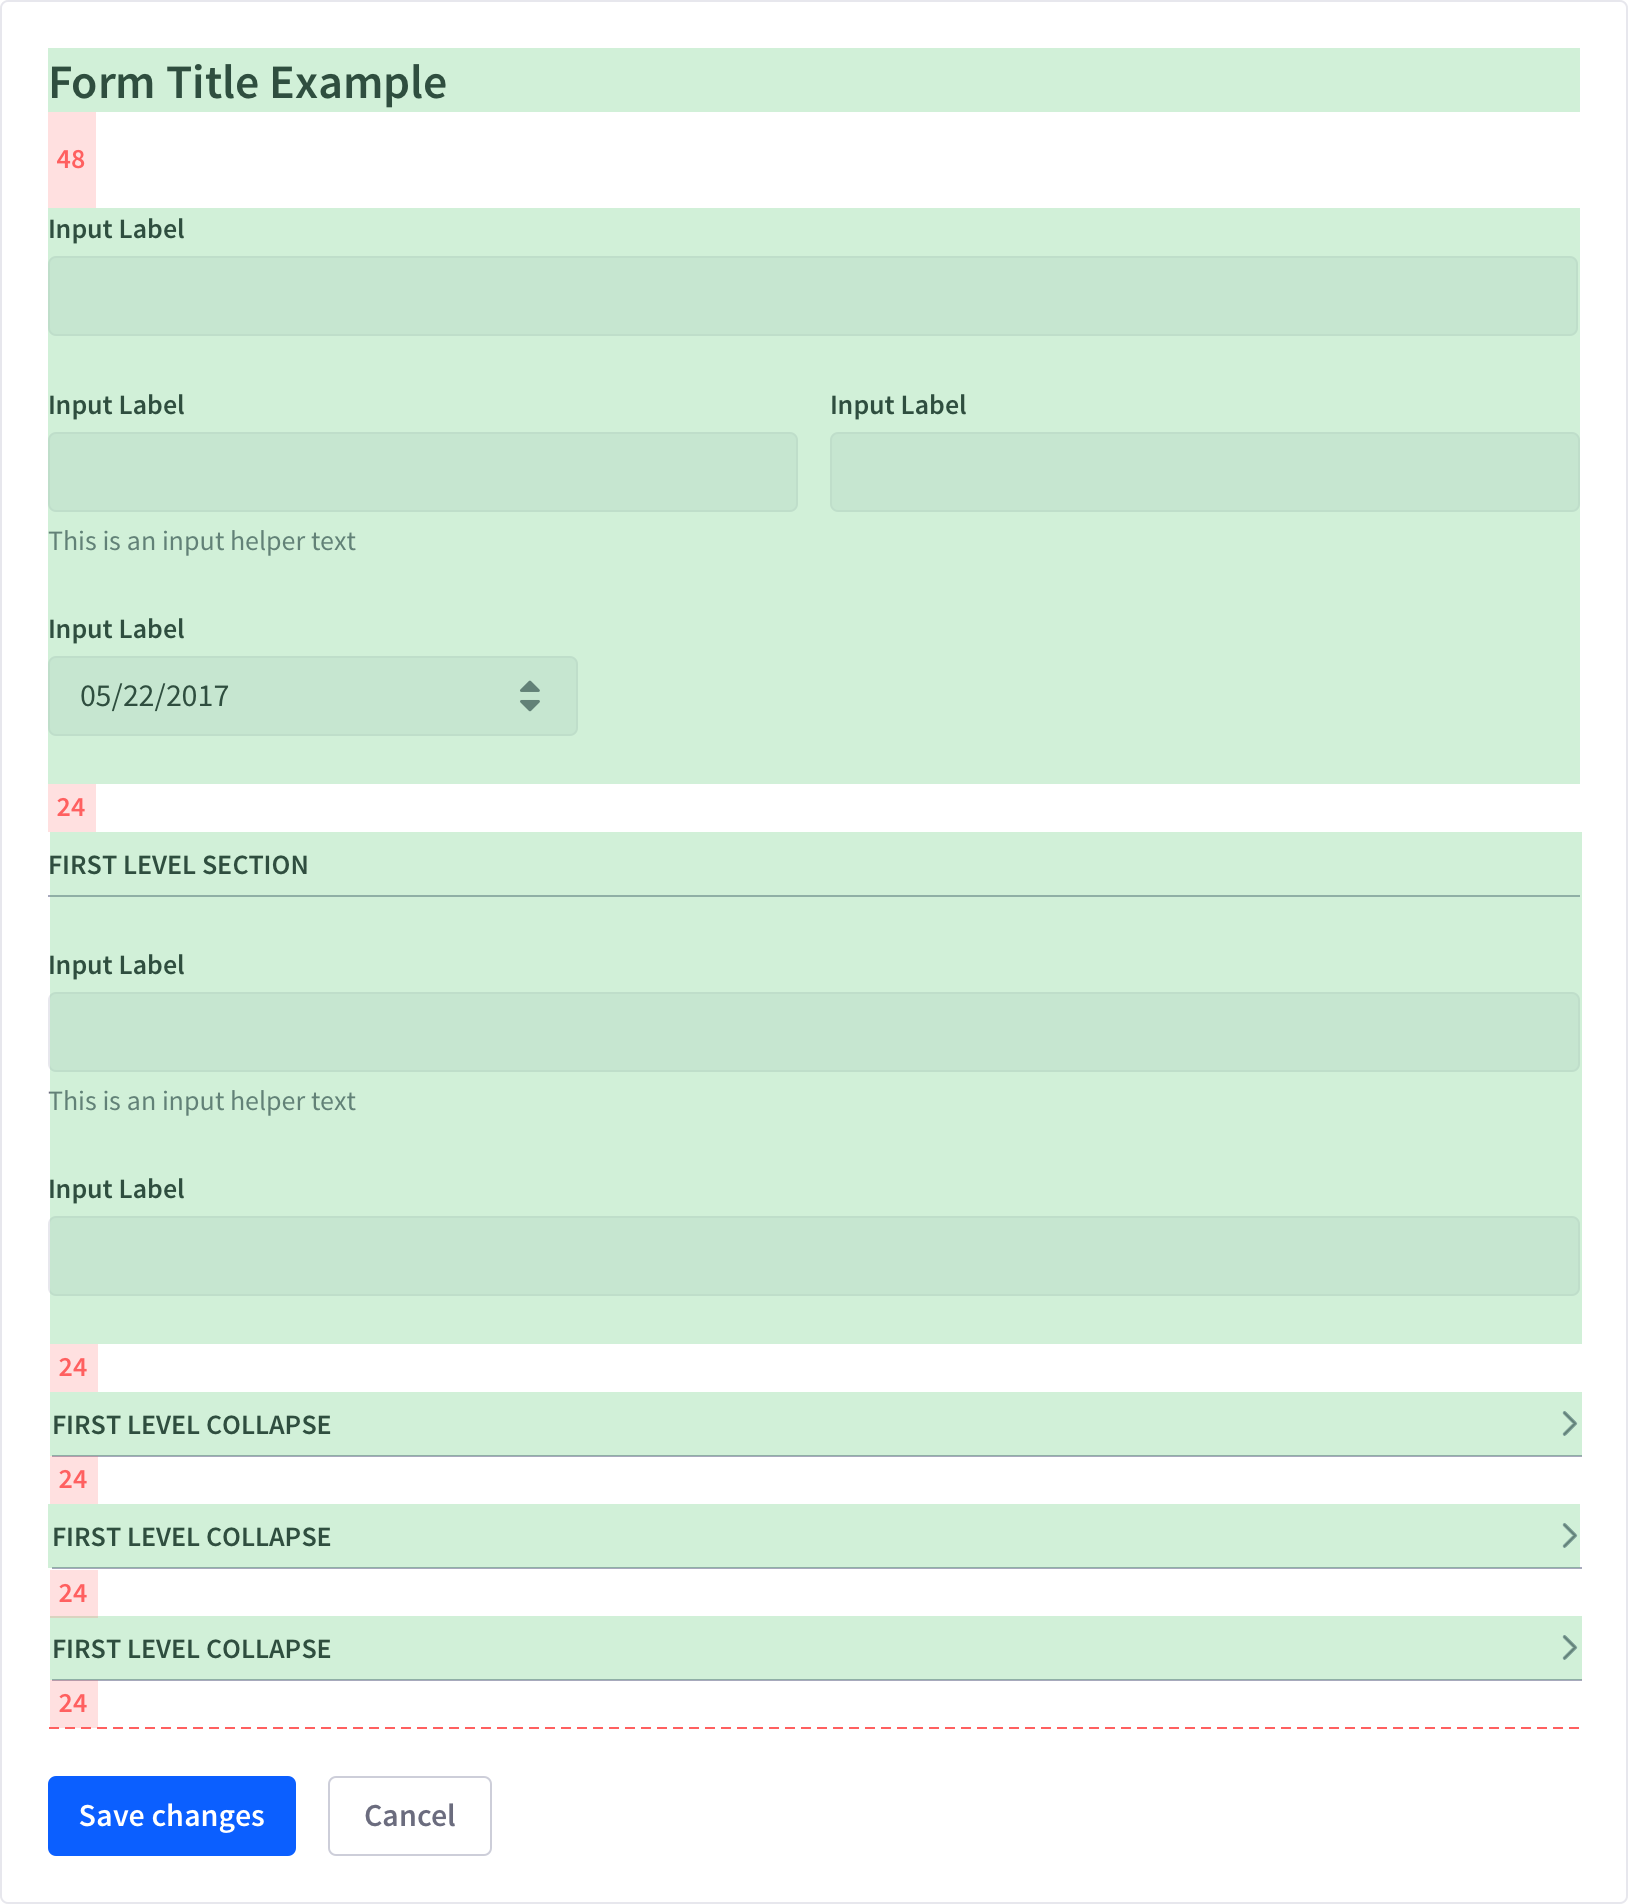 Form Title Example
48
Input Label
Input Label Input Label
This is an input helper text
Input Label
05/22/2017
24
FIRST LEVEL SECTION
Input Label
This is an input helper text
Input Label
24
FIRST LEVEL COLLAPSE
24
FIRST LEVEL COLLAPSE
24
FIRST LEVEL COLLAPSE
24
Save changes Cancel